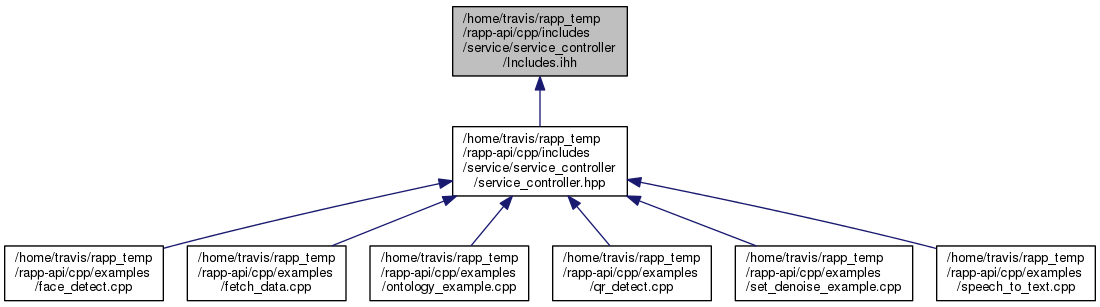 /home/travis/rapp_temp
/rapp-api/cpp/includes
/service/service_controller
/Includes.ihh
/home/travis/rapp_temp
/rapp-api/cpp/includes
/service/service_controller
/service_controller.hpp
/home/travis/rapp_temp
/rapp-api/cpp/examples
/face_detect.cpp
/home/travis/rapp_temp
/rapp-api/cpp/examples
/fetch_data.cpp
/home/travis/rapp_temp
/rapp-api/cpp/examples
/ontology_example.cpp
/home/travis/rapp_temp
/rapp-api/cpp/examples
/qr_detect.cpp
/home/travis/rapp_temp
/rapp-api/cpp/examples
/set_denoise_example.cpp
/home/travis/rapp_temp
/rapp-api/cpp/examples
/speech_to_text.cpp